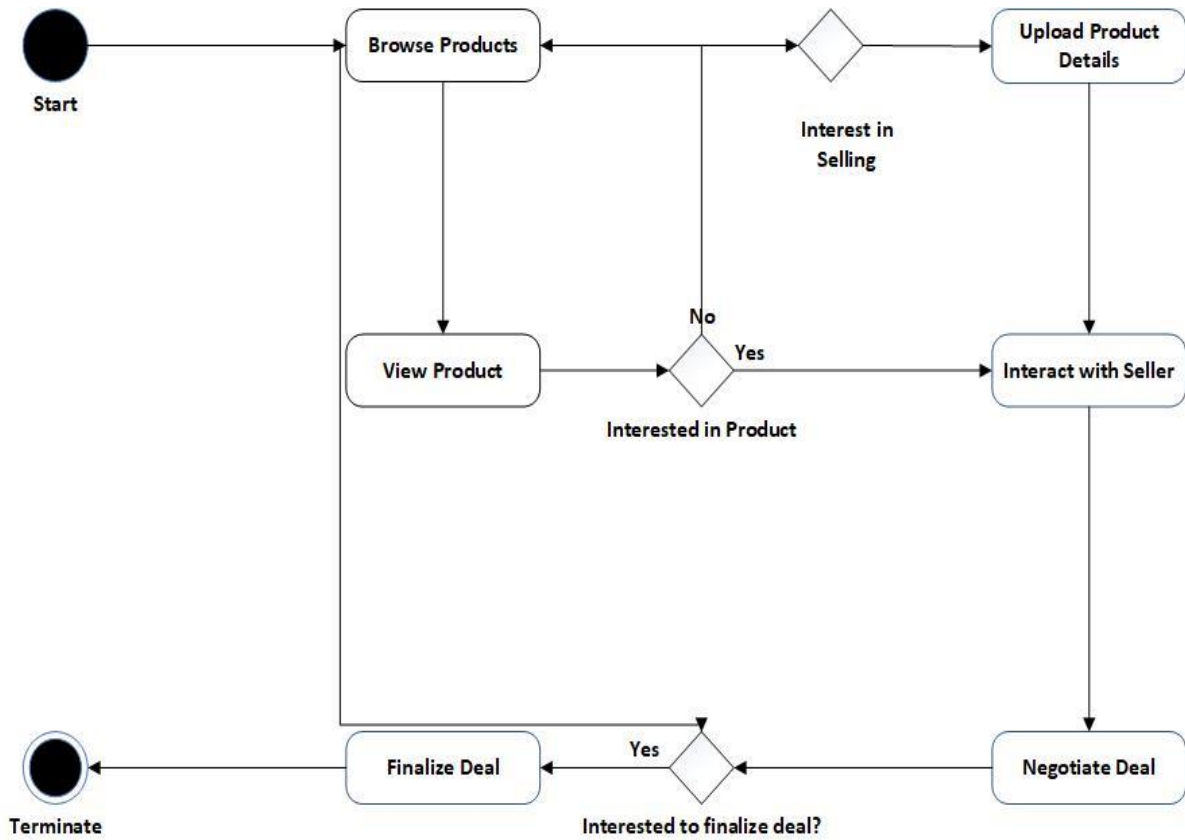 Browse Products
Upload Product
Details
Start
Interest in
Selling
No
Yes
View Product
Interact with Seller
Interested in Product
Yes
Finalize Deal
Negotiate Deal
Terminate
Interested to finalize deal?